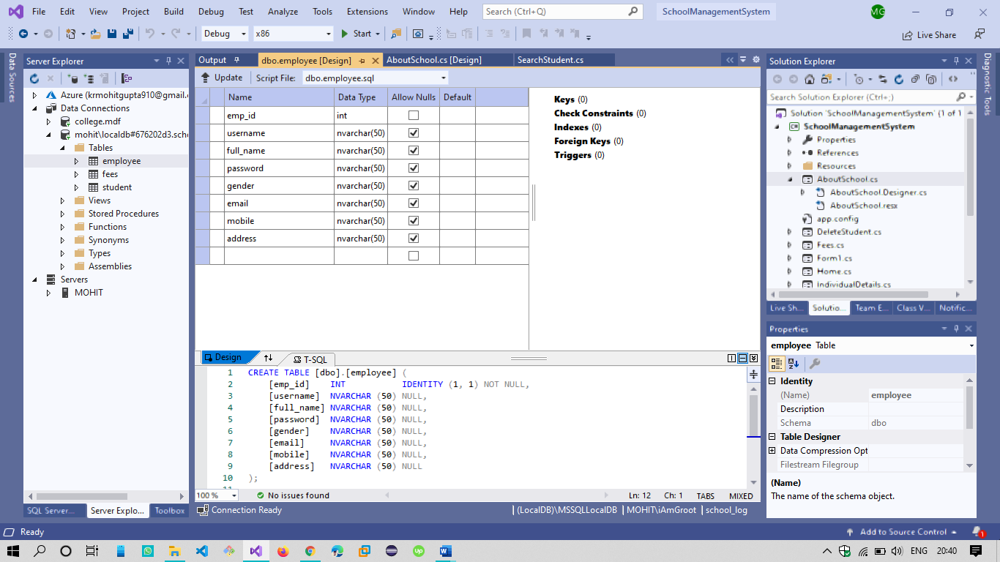 File Edit View Project Build Debug Test Analyze Tools Extensions Window Help Search (Ctrl+Q) SchoolManagementSystem MG
Debug x86 Start Live Share
Data Sources
Server Explorer
Azure (krmohitgupta910@gmail.
Data Connections
college.mdf
mohit\localdb#676202d3.sch
Tables
employee
fees
student
Views
Stored Procedures
Functions
Synonyms
Types
Assemblies
Servers
MOHIT
SQL Server... Server Explo... Toolbox
Output dbo.employee [Design] AboutSchool.cs [Design] SearchStudent.cs
Update Script File: dbo.employee.sql
Name Data Type Allow Nulls Default
emp_id int
username nvarchar(50)
full_name nvarchar(50)
password nvarchar(50)
gender nvarchar(50)
email nvarchar(50)
mobile nvarchar(50)
address nvarchar(50)
Keys (0)
Check Constraints (0)
Indexes (0)
Foreign Keys (0)
Triggers (0)
Design T-SQL
1 CREATE TABLE [dbo].[employee] (
2 [emp_id] INT IDENTITY (1, 1) NOT NULL,
3 [username] NVARCHAR (50) NULL,
4 [full_name] NVARCHAR (50) NULL,
5 [password] NVARCHAR (50) NULL,
6 [gender] NVARCHAR (50) NULL,
7 [email] NVARCHAR (50) NULL,
8 [mobile] NVARCHAR (50) NULL,
9 [address] NVARCHAR (50) NULL
10 );
100 % No issues found Ln: 12 Ch: 1 TABS MIXED
Connection Ready (LocalDB)\MSSQLLocalDB MOHIT\iAmGroot school_log
Solution Explorer
Search Solution Explorer (Ctrl+;)
Solution 'SchoolManagementSystem' (1 of 1
SchoolManagementSystem
Properties
References
Resources
AboutSchool.cs
AboutSchool.Designer.cs
AboutSchool.resx
app.config
DeleteStudent.cs
Fees.cs
Form1.cs
Home.cs
IndividualDetails.cs
Live Sh... Solutio... Team E... Class V... Notific...
Properties
employee Table
Identity
(Name) employee
Description
Schema dbo
Table Designer
Data Compression Opt
Filestream Filegroup
(Name)
The name of the schema object.
Diagnostic Tools
Ready Add to Source Control 1
ENG 20:40